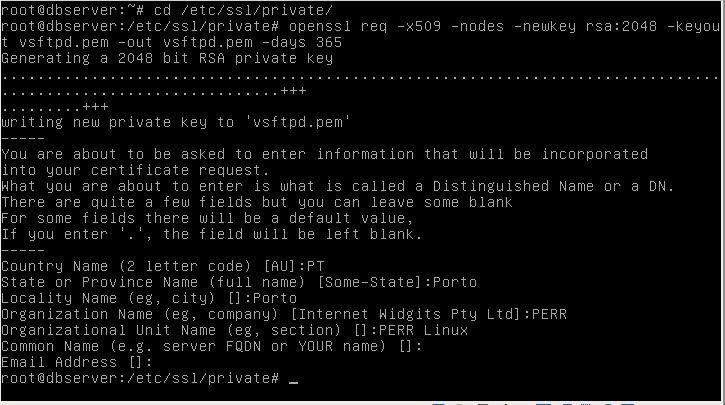 root@dbserver:~# cd /etc/ssl/private/
root@dbserver:/etc/ssl/private# openssl req -x509 -nodes -newkey rsa:2048 -keyou
t vsftpd.pem -out vsftpd.pem -days 365
Generating a 2048 bit RSA private key
................................................................................
...............................+++
.........+++
writing new private key to 'vsftpd.pem'
-----
You are about to be asked to enter information that will be incorporated
into your certificate request.
What you are about to enter is what is called a Distinguished Name or a DN.
There are quite a few fields but you can leave some blank
For some fields there will be a default value,
If you enter '.', the field will be left blank.
-----
Country Name (2 letter code) [AU]:PT
State or Province Name (full name) [Some-State]:Porto
Locality Name (eg, city) []:Porto
Organization Name (eg, company) [Internet Widgits Pty Ltd]:PERR
Organizational Unit Name (eg, section) []:PERR Linux
Common Name (e.g. server FQDN or YOUR name) []:
Email Address []:
root@dbserver:/etc/ssl/private# _